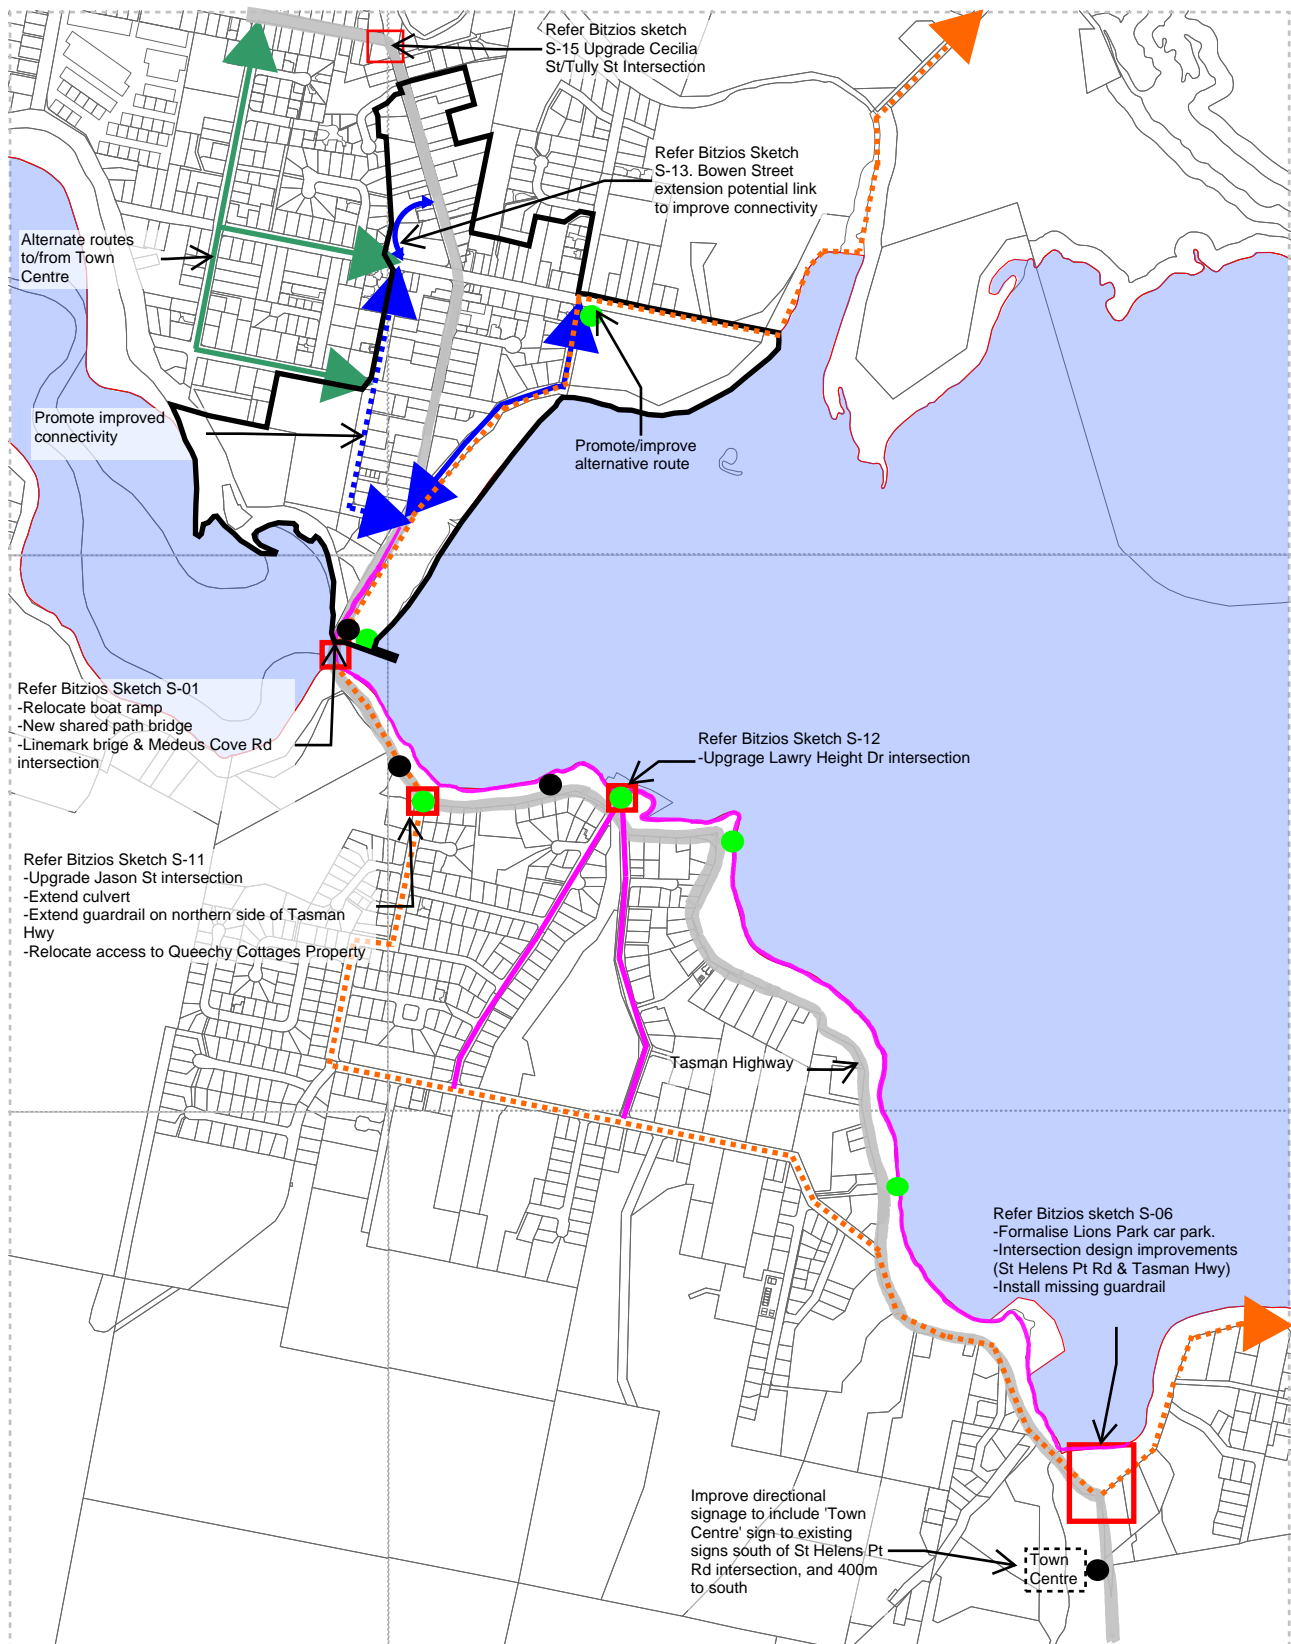 Refer Bitzios sketch
S-15 Upgrade Cecilia
St/Tully St Intersection
Refer Bitzios Sketch
S-13. Bowen Street
extension potential link
to improve connectivity
Alternate routes
to/from Town
Centre
Promote improved
connectivity
Promote/improve
alternative route
Refer Bitzios Sketch S-01
-Relocate boat ramp
-New shared path bridge
-Linemark brige & Medeus Cove Rd
intersection
Refer Bitzios Sketch S-12
-Upgrage Lawry Height Dr intersection
Refer Bitzios Sketch S-11
-Upgrade Jason St intersection
-Extend culvert
-Extend guardrail on northern side of Tasman
Hwy
-Relocate access to Queechy Cottages Property
Tasman Highway
Refer Bitzios sketch S-06
-Formalise Lions Park car park.
-Intersection design improvements
(St Helens Pt Rd & Tasman Hwy)
-Install missing guardrail
Improve directional
signage to include 'Town
Centre' sign to existing
signs south of St Helens Pt
Rd intersection, and 400m
to south
Town
Centre